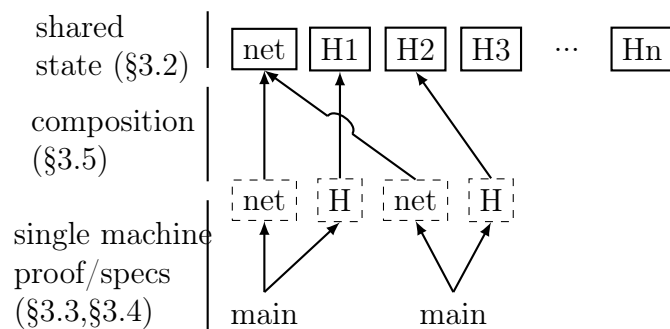 shared
state (§3.2)
net H1 H2 H3 ... Hn
composition
(§3.5)
net H net H
single machine
proof/specs
(§3.3,§3.4)
main main